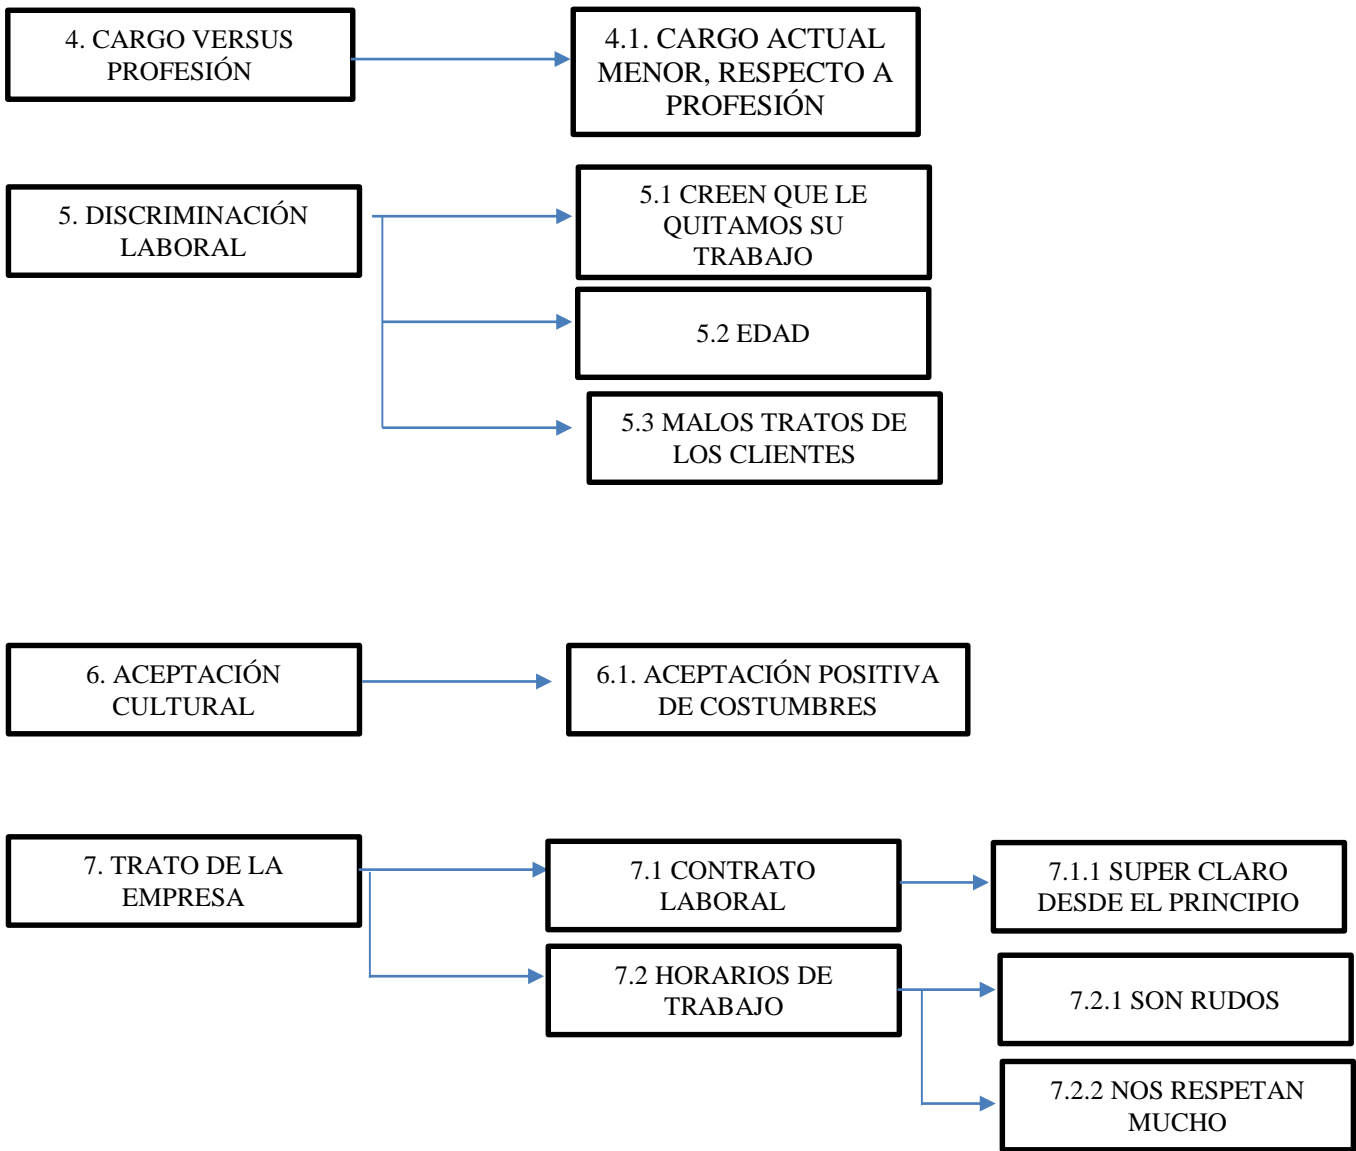 4. CARGO VERSUS
PROFESIÓN
4.1. CARGO ACTUAL
MENOR, RESPECTO A
PROFESIÓN
5. DISCRIMINACIÓN
LABORAL
5.1 CREEN QUE LE
QUITAMOS SU
TRABAJO
5.2 EDAD
5.3 MALOS TRATOS DE
LOS CLIENTES
6. ACEPTACIÓN
CULTURAL
6.1. ACEPTACIÓN POSITIVA
DE COSTUMBRES
7. TRATO DE LA
EMPRESA
7.1 CONTRATO
LABORAL
7.1.1 SUPER CLARO
DESDE EL PRINCIPIO
7.2 HORARIOS DE
TRABAJO
7.2.1 SON RUDOS
7.2.2 NOS RESPETAN
MUCHO